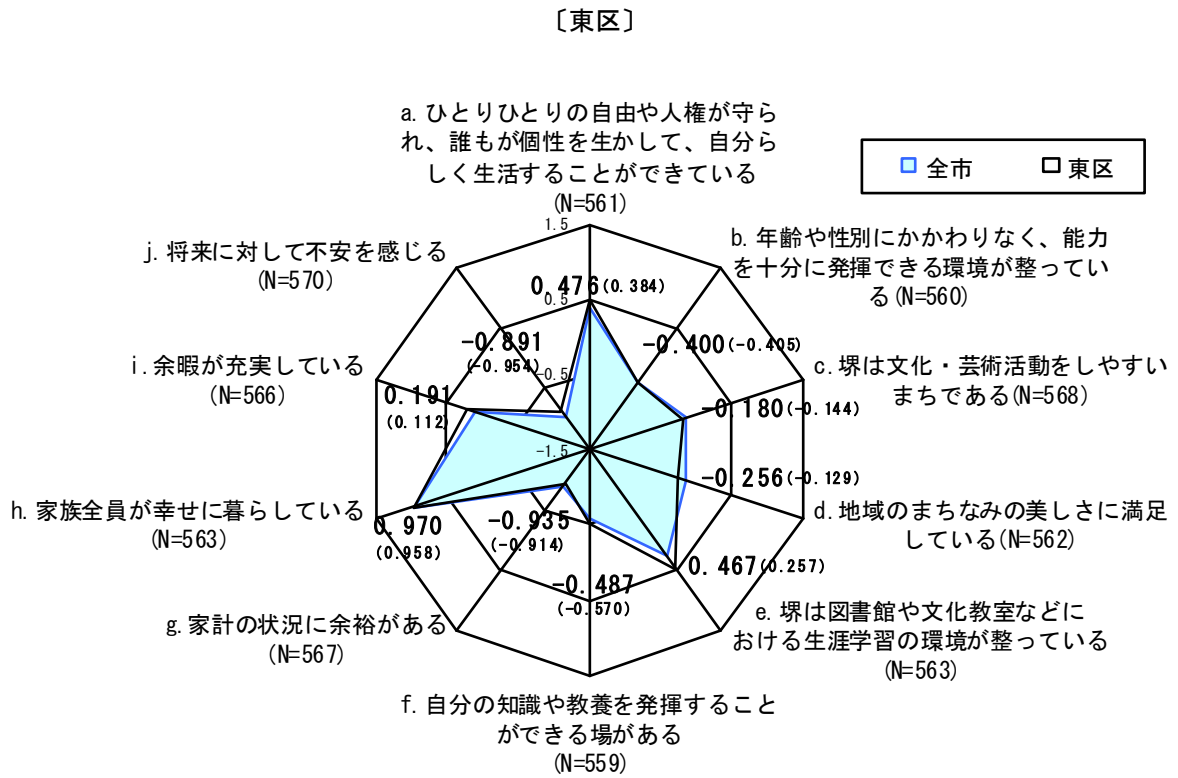 〔東区〕
a. ひとりひとりの自由や人権が守ら
れ、誰もが個性を生かして、自分ら
しく生活することができている
(N=561)
全市
東区
b. 年齢や性別にかかわりなく、能力
を十分に発揮できる環境が整ってい
る(N=560)
c. 堺は文化・芸術活動をしやすい
まちである(N=568)
d. 地域のまちなみの美しさに満足
している(N=562)
e. 堺は図書館や文化教室などに
おける生涯学習の環境が整っている
(N=563)
f. 自分の知識や教養を発揮すること
ができる場がある
(N=559)
g. 家計の状況に余裕がある
(N=567)
h. 家族全員が幸せに暮らしている
(N=563)
i. 余暇が充実している
(N=566)
j. 将来に対して不安を感じる
(N=570)
1.5
0.5
-0.5
-1.5
0.476(0.384)
-0.400(-0.405)
-0.180(-0.144)
-0.256(-0.129)
0.467(0.257)
-0.487
(-0.570)
-0.935
(-0.914)
0.970
(0.958)
0.191
(0.112)
-0.891
(-0.954)